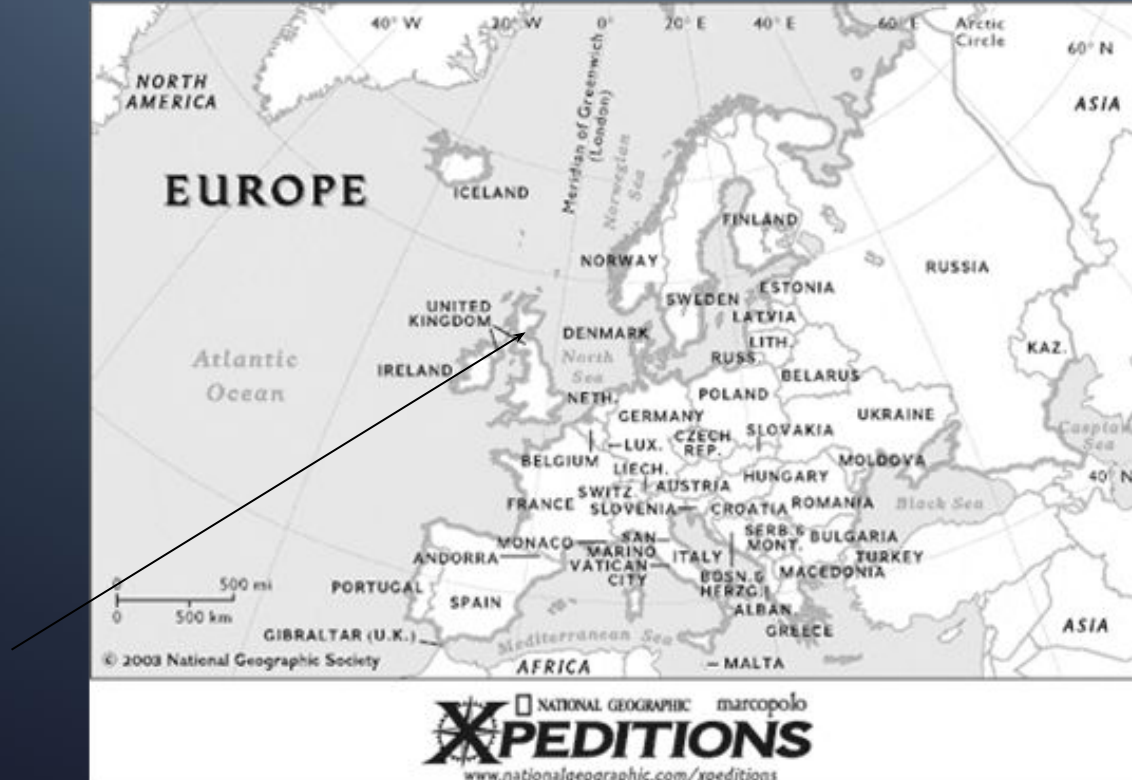 40° W
20° W
0°
20° E
40° E
60° E
Arctic
Circle
60° N
NORTH
AMERICA
ASIA
Meridian of Greenwich
(London)
Norwegian
Sea
EUROPE
ICELAND
FINLAND
NORWAY
RUSSIA
SWEDEN
ESTONIA
UNITED
KINGDOM
LATVIA
DENMARK
LITH.
KAZ.
Atlantic
Ocean
North
Sea
RUSS.
IRELAND
BELARUS
NETH.
POLAND
GERMANY
UKRAINE
LUX.
CZECH
REP.
SLOVAKIA
Caspian
Sea
BELGIUM
LIECH.
MOLDOVA
AUSTRIA
HUNGARY
40° N
FRANCE
SWITZ.
SLOVENIA
CROATIA
ROMANIA
Black Sea
MONACO
SAN
MARINO
SERB. &
MONT.
BULGARIA
ANDORRA
VATICAN
CITY
ITALY
TURKEY
MACEDONIA
BOSN. &
HERZG.
PORTUGAL
SPAIN
ALBAN.
GREECE
0
500 mi
0
500 km
GIBRALTAR (U.K.)
Mediterranean Sea
ASIA
© 2003 National Geographic Society
AFRICA
MALTA
NATIONAL GEOGRAPHIC
marcopolo
XPEDITIONS
www.nationalgeographic.com/xpeditions